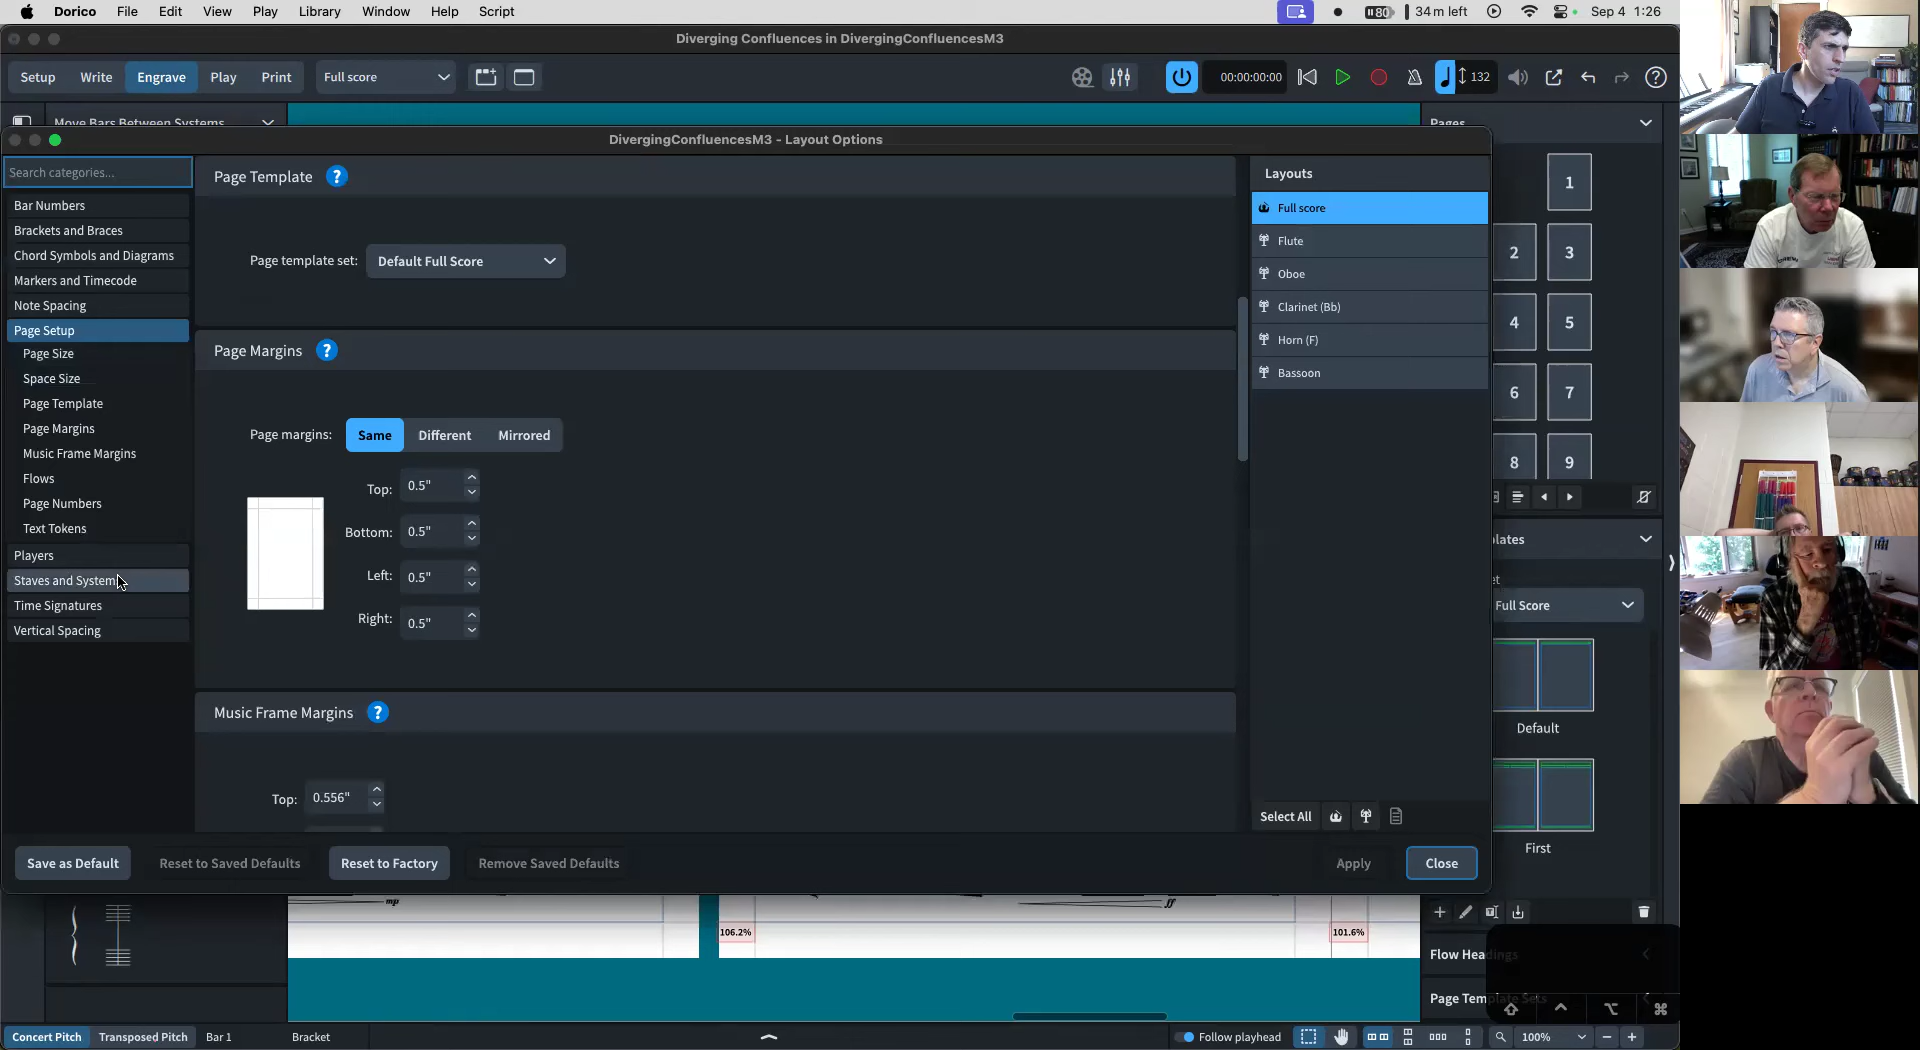 Dorico File Edit View Play Library Window Help Script
80 34 m left Sep 4 1:26
Diverging Confluences in DivergingConfluencesM3
Setup Write Engrave Play Print Full score 00:00:00:00 132
Move Bars Between Systems
Pages
DivergingConfluencesM3 - Layout Options
Search categories...
Bar Numbers
Brackets and Braces
Chord Symbols and Diagrams
Markers and Timecode
Note Spacing
Page Setup
Page Size
Space Size
Page Template
Page Margins
Music Frame Margins
Flows
Page Numbers
Text Tokens
Players
Staves and System
Time Signatures
Vertical Spacing
Page Template
Page template set: Default Full Score
Page Margins
Page margins: Same Different Mirrored
Top: 0.5"
Bottom: 0.5"
Left: 0.5"
Right: 0.5"
Music Frame Margins
Top: 0.556"
Layouts
Full score
Flute
Oboe
Clarinet (Bb)
Horn (F)
Bassoon
Select All
Save as Default Reset to Saved Defaults Reset to Factory Remove Saved Defaults Apply Close
1
2 3
4 5
6 7
8 9
lates
et
Full Score
Default
First
Flow Headings
Page Template Sets
mp
ff
106.2%
101.6%
Concert Pitch Transposed Pitch Bar 1 Bracket Follow playhead 100%